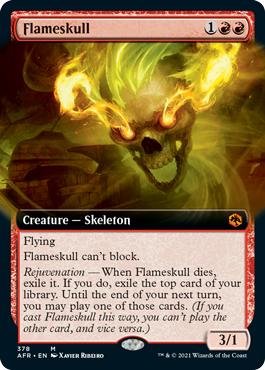 Flameskull 1
Creature — Skeleton
Flying
Flameskull can't block.
Rejuvenation — When Flameskull dies,
exile it. If you do, exile the top card of your
library. Until the end of your next turn,
you may play one of those cards. (If you
cast Flameskull this way, you can't play the
other card, and vice versa.)
3/1
378 M
AFR • EN Xavier Ribeiro
™ & © 2021 Wizards of the Coast